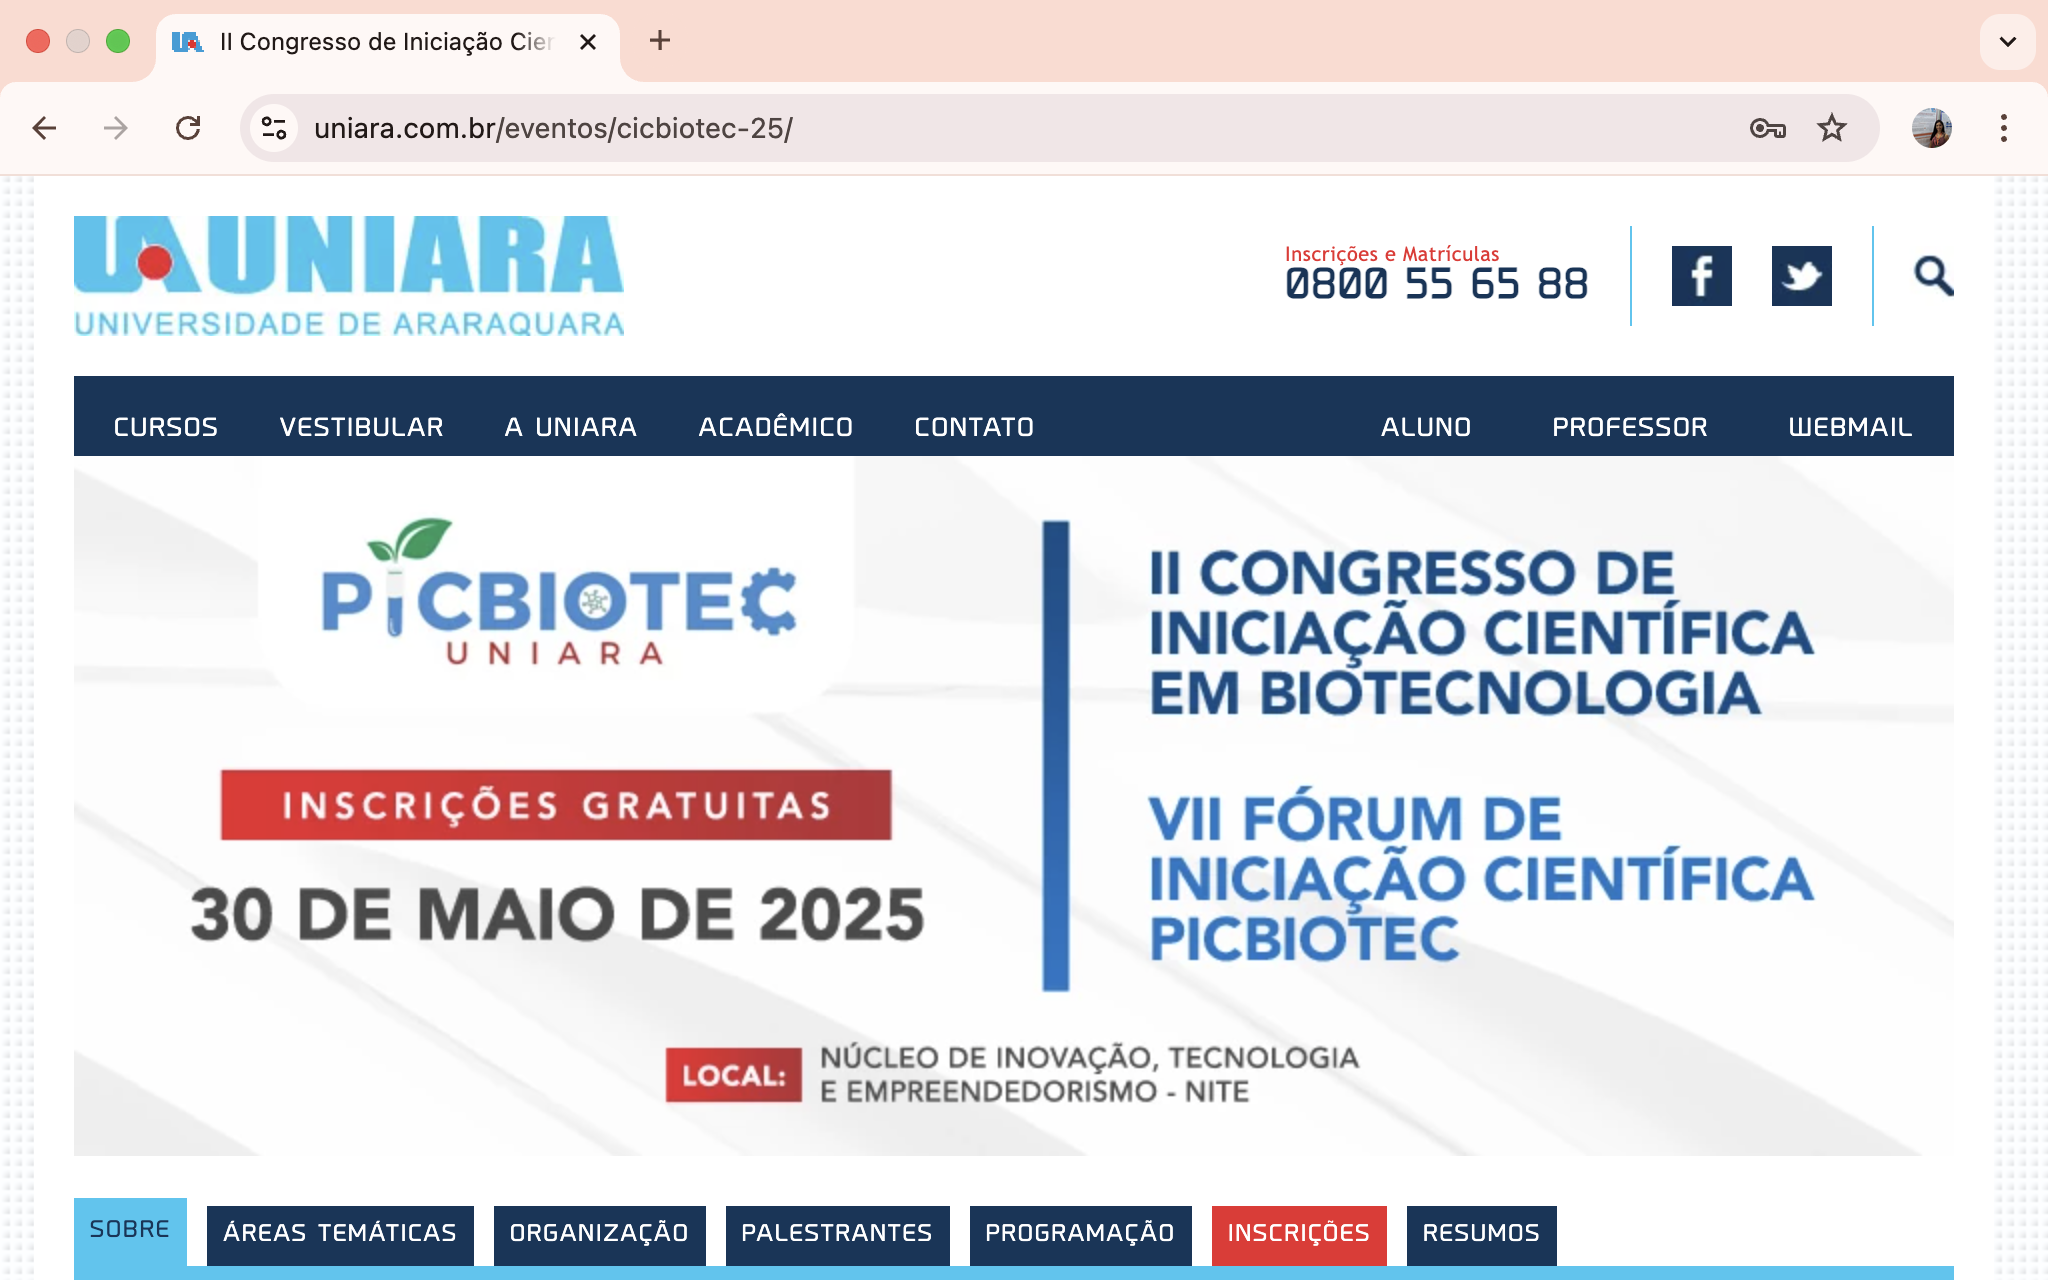 II Congresso de Iniciação Cien
uniara.com.br/eventos/cicbiotec-25/
UNIARA
UNIVERSIDADE DE ARARAQUARA
Inscrições e Matrículas
0800 55 65 88
CURSOS VESTIBULAR A UNIARA ACADÊMICO CONTATO ALUNO PROFESSOR WEBMAIL
PICBIOTEC
UNIARA
INSCRIÇÕES GRATUITAS
30 DE MAIO DE 2025
II CONGRESSO DE
INICIAÇÃO CIENTÍFICA
EM BIOTECNOLOGIA
VII FÓRUM DE
INICIAÇÃO CIENTÍFICA
PICBIOTEC
LOCAL:
NÚCLEO DE INOVAÇÃO, TECNOLOGIA
E EMPREENDEDORISMO - NITE
SOBRE ÁREAS TEMÁTICAS ORGANIZAÇÃO PALESTRANTES PROGRAMAÇÃO INSCRIÇÕES RESUMOS